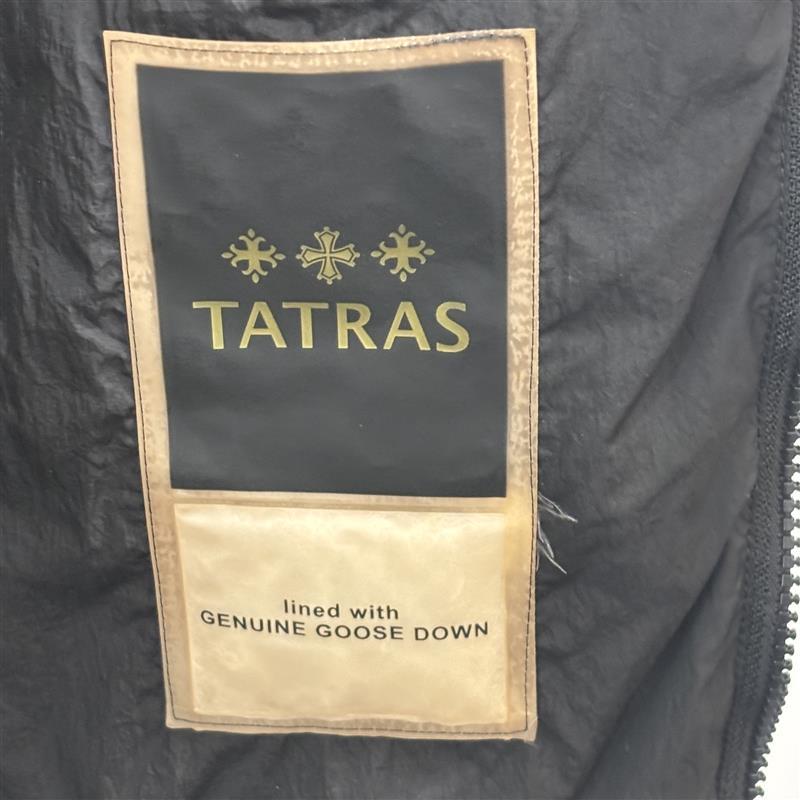 TATRAS
lined with
GENUINE GOOSE DOWN